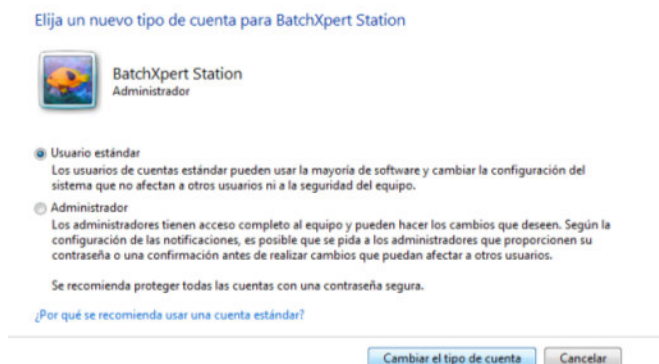 Elija un nuevo tipo de cuenta para BatchXpert Station
BatchXpert Station
Administrador
Usuario estándar
Los usuarios de cuentas estándar pueden usar la mayoría de software y cambiar la configuración del
sistema que no afectan a otros usuarios ni a la seguridad del equipo.
Administrador
Los administradores tienen acceso completo al equipo y pueden hacer los cambios que deseen. Según la
configuración de las notificaciones, es posible que se pida a los administradores que proporcionen su
contraseña o una confirmación antes de realizar cambios que puedan afectar a otros usuarios.
Se recomienda proteger todas las cuentas con una contraseña segura.
¿Por qué se recomienda usar una cuenta estándar?
Cambiar el tipo de cuenta Cancelar